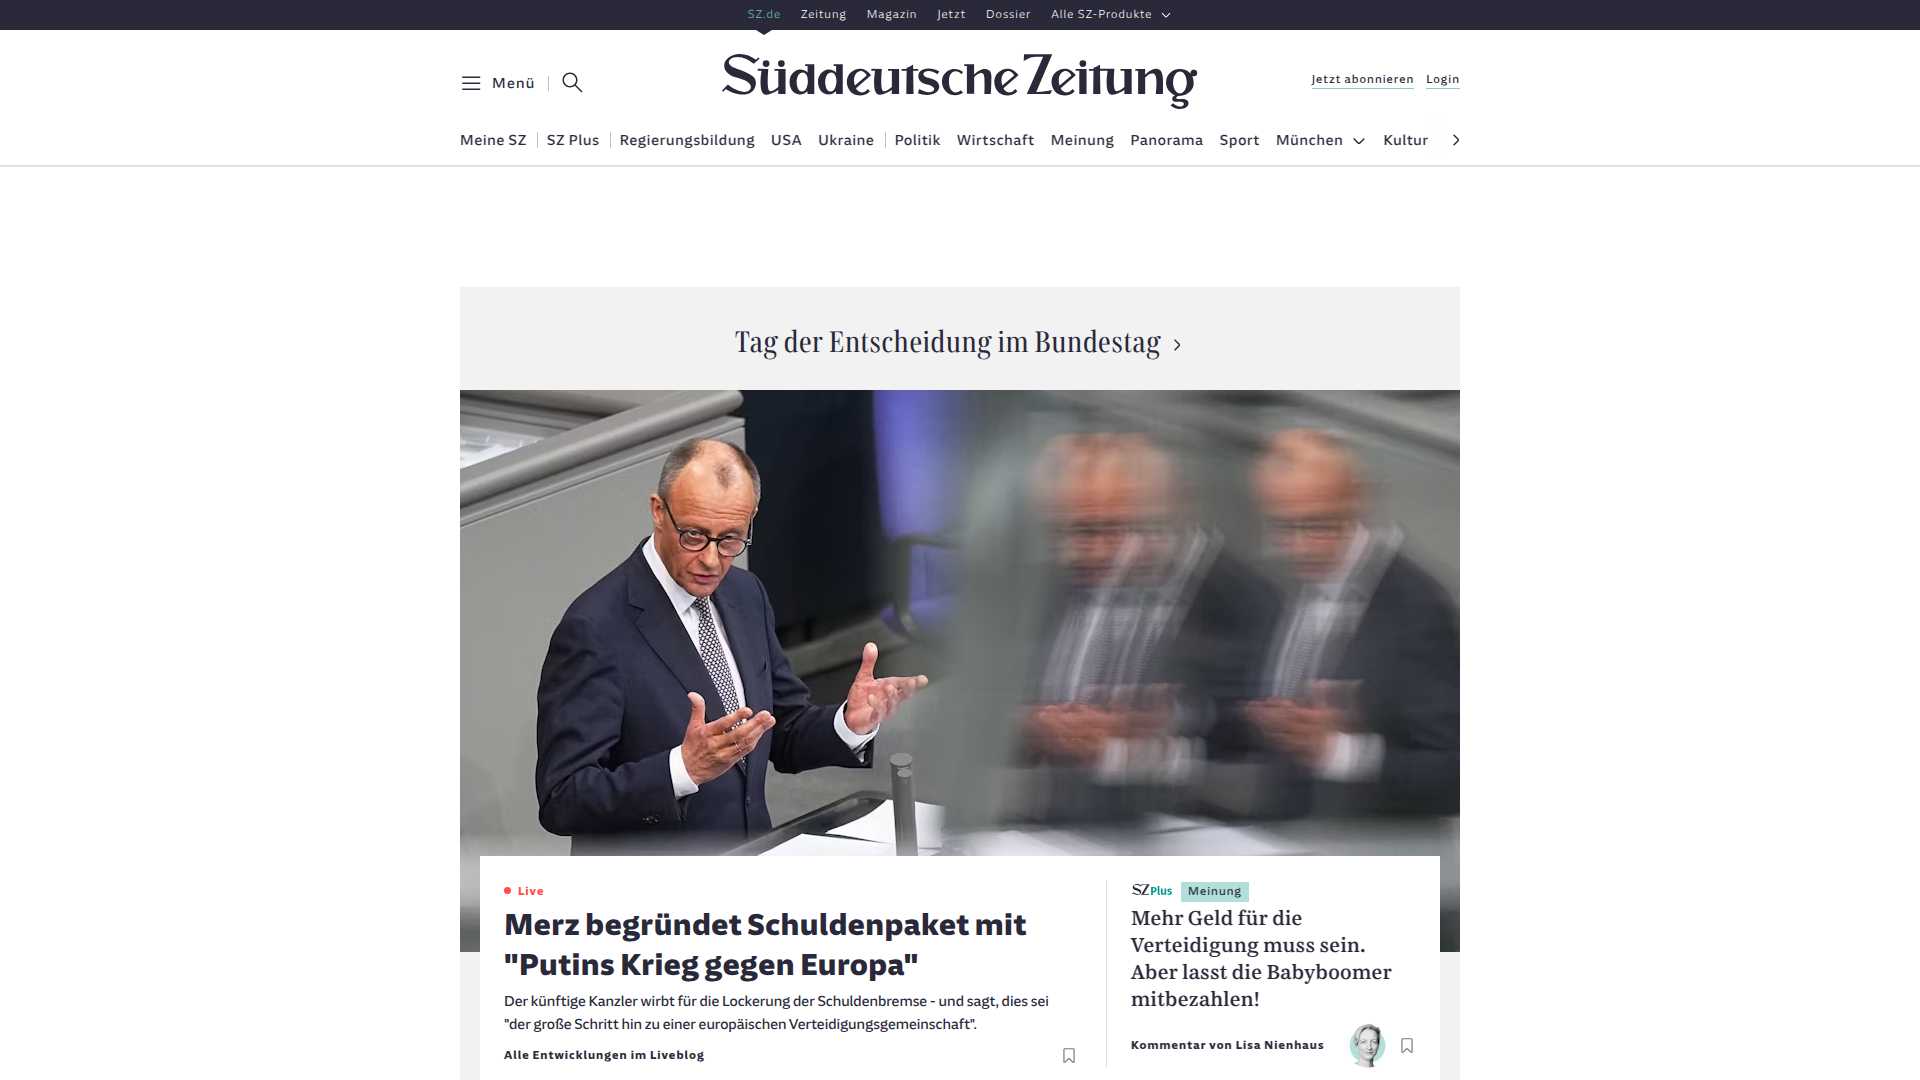 SZ.de Zeitung Magazin Jetzt Dossier Alle SZ-Produkte
Menü
Süddeutsche Zeitung
Jetzt abonnieren Login
Meine SZ SZ Plus Regierungsbildung USA Ukraine Politik Wirtschaft Meinung Panorama Sport München Kultur
Tag der Entscheidung im Bundestag
Live
Merz begründet Schuldenpaket mit
"Putins Krieg gegen Europa"
Der künftige Kanzler wirbt für die Lockerung der Schuldenbremse - und sagt, dies sei
"der große Schritt hin zu einer europäischen Verteidigungsgemeinschaft".
Alle Entwicklungen im Liveblog
SZ Plus Meinung
Mehr Geld für die
Verteidigung muss sein.
Aber lasst die Babyboomer
mitbezahlen!
Kommentar von Lisa Nienhaus